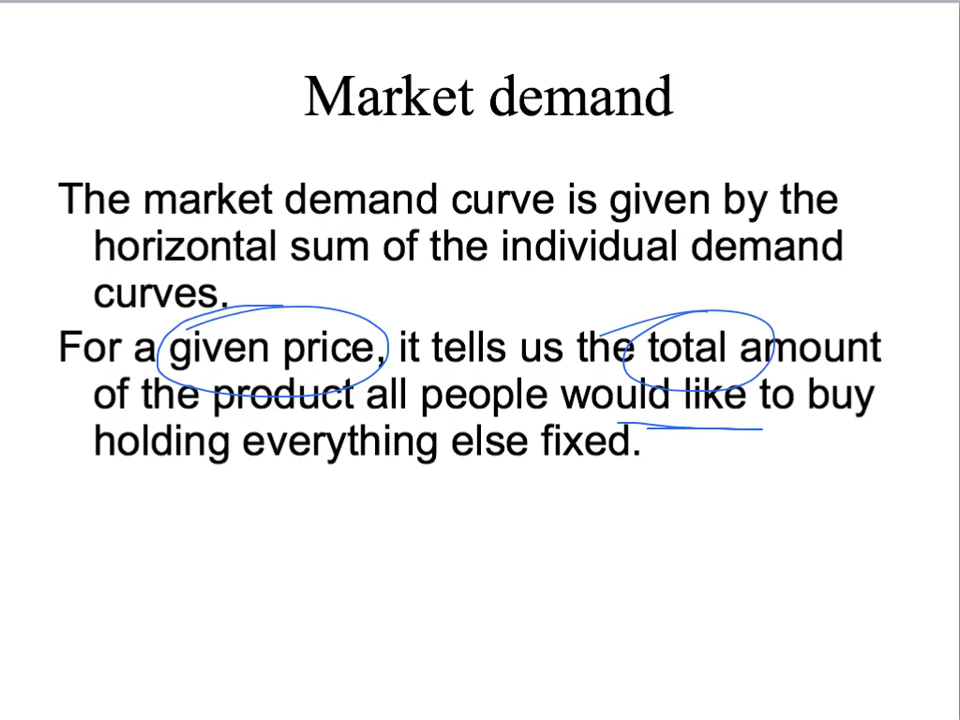 Market demand
The market demand curve is given by the
horizontal sum of the individual demand
curves.
For a given price, it tells us the total amount
of the product all people would like to buy
holding everything else fixed.